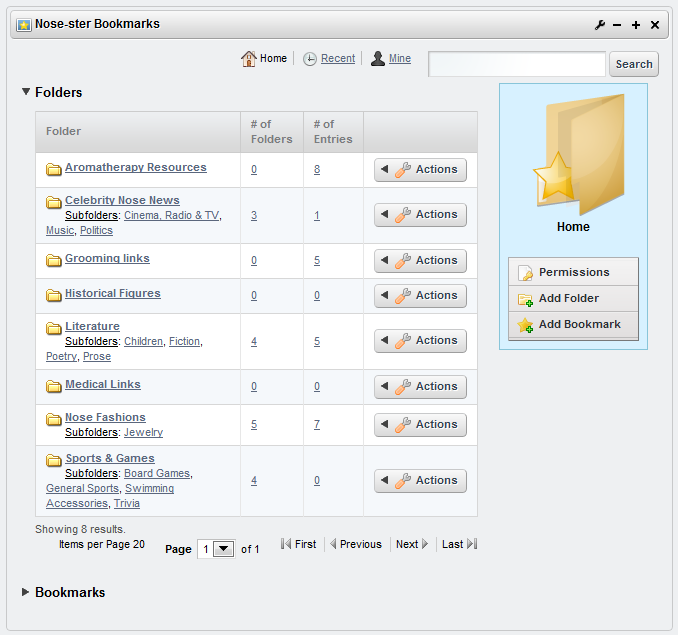 Nose-ster Bookmarks
Home Recent Mine Search
Folders
Folder # of Folders # of Entries
Aromatherapy Resources 0 8 Actions
Celebrity Nose News
Subfolders: Cinema, Radio & TV,
Music, Politics
3 1 Actions
Grooming links 0 5 Actions
Historical Figures 0 0 Actions
Literature
Subfolders: Children, Fiction,
Poetry, Prose
4 5 Actions
Medical Links 0 0 Actions
Nose Fashions
Subfolders: Jewelry
5 7 Actions
Sports & Games
Subfolders: Board Games,
General Sports, Swimming
Accessories, Trivia
4 0 Actions
Showing 8 results.
Items per Page 20 Page 1 of 1 First Previous Next Last
Bookmarks
Home
Permissions
Add Folder
Add Bookmark